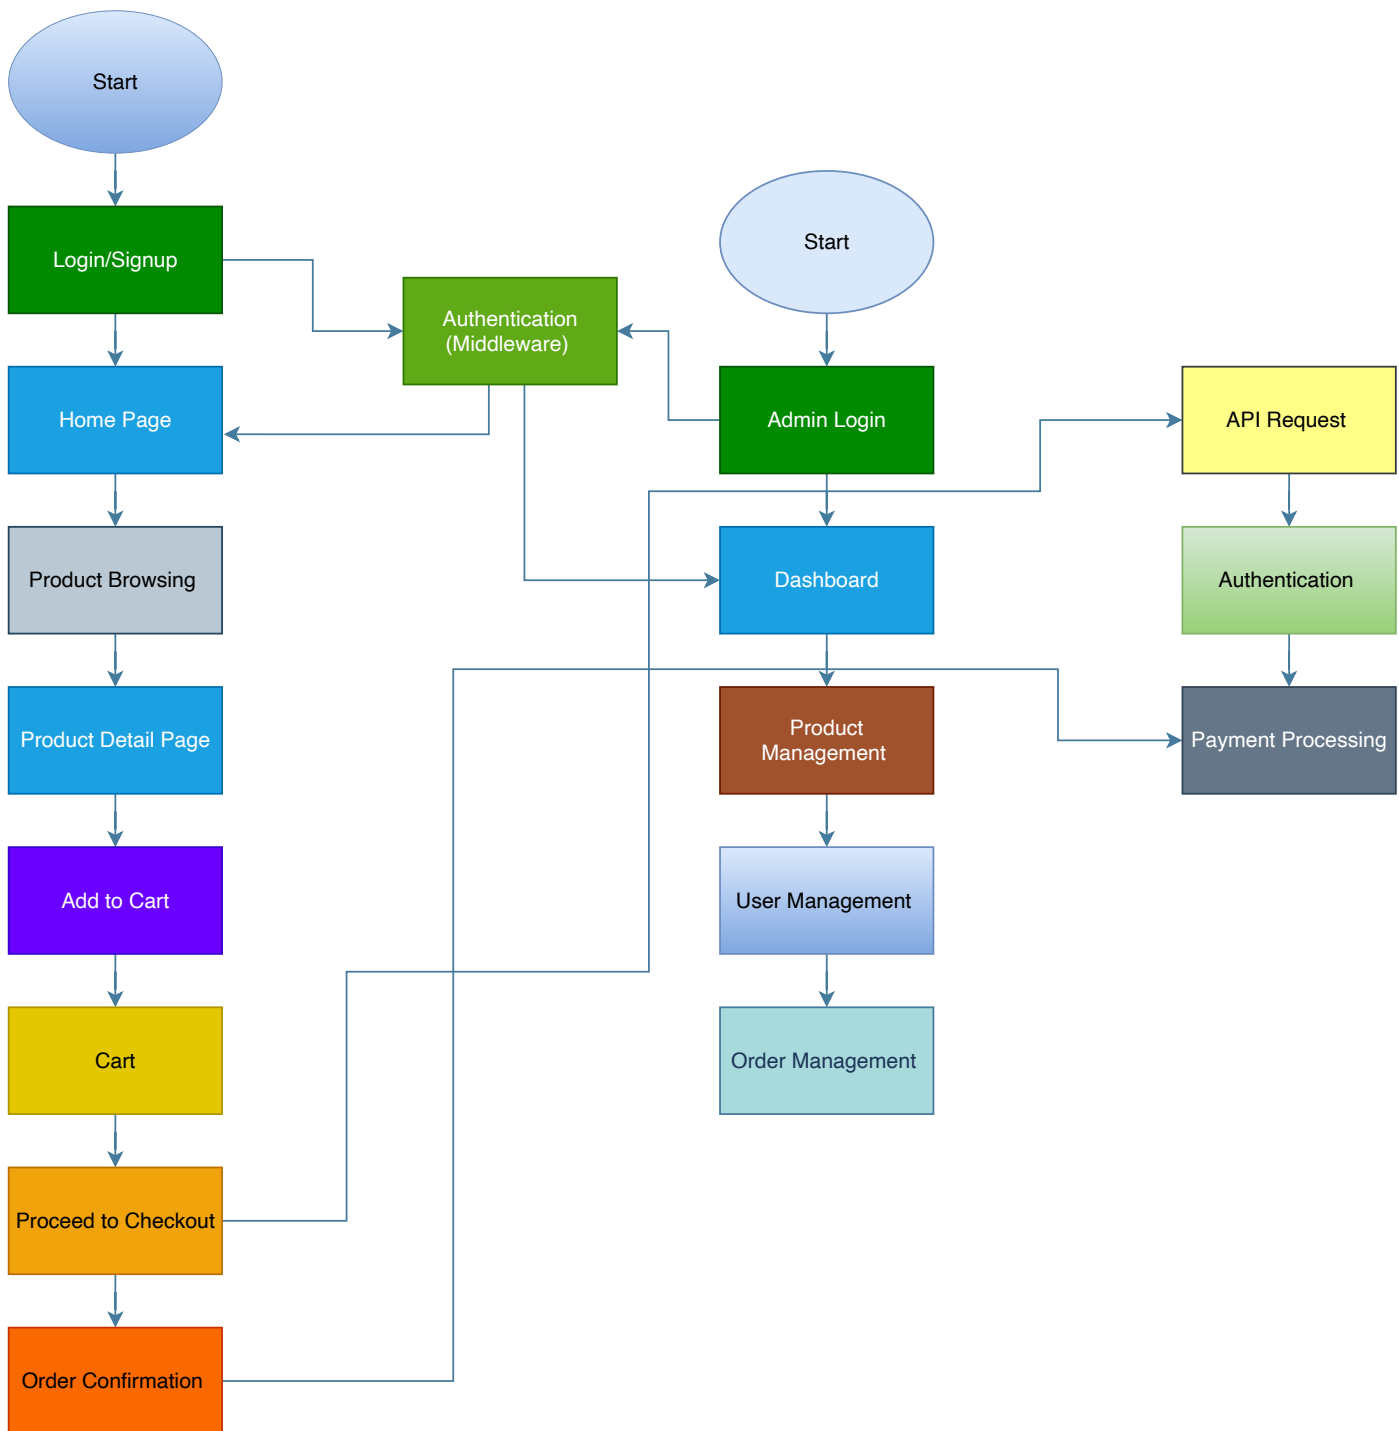 Start
Login/Signup
Home Page
Product Browsing
Product Detail Page
Add to Cart
Cart
Proceed to Checkout
Order Confirmation
Authentication
(Middleware)
Start
Admin Login
Dashboard
Product
Management
User Management
Order Management
API Request
Authentication
Payment Processing